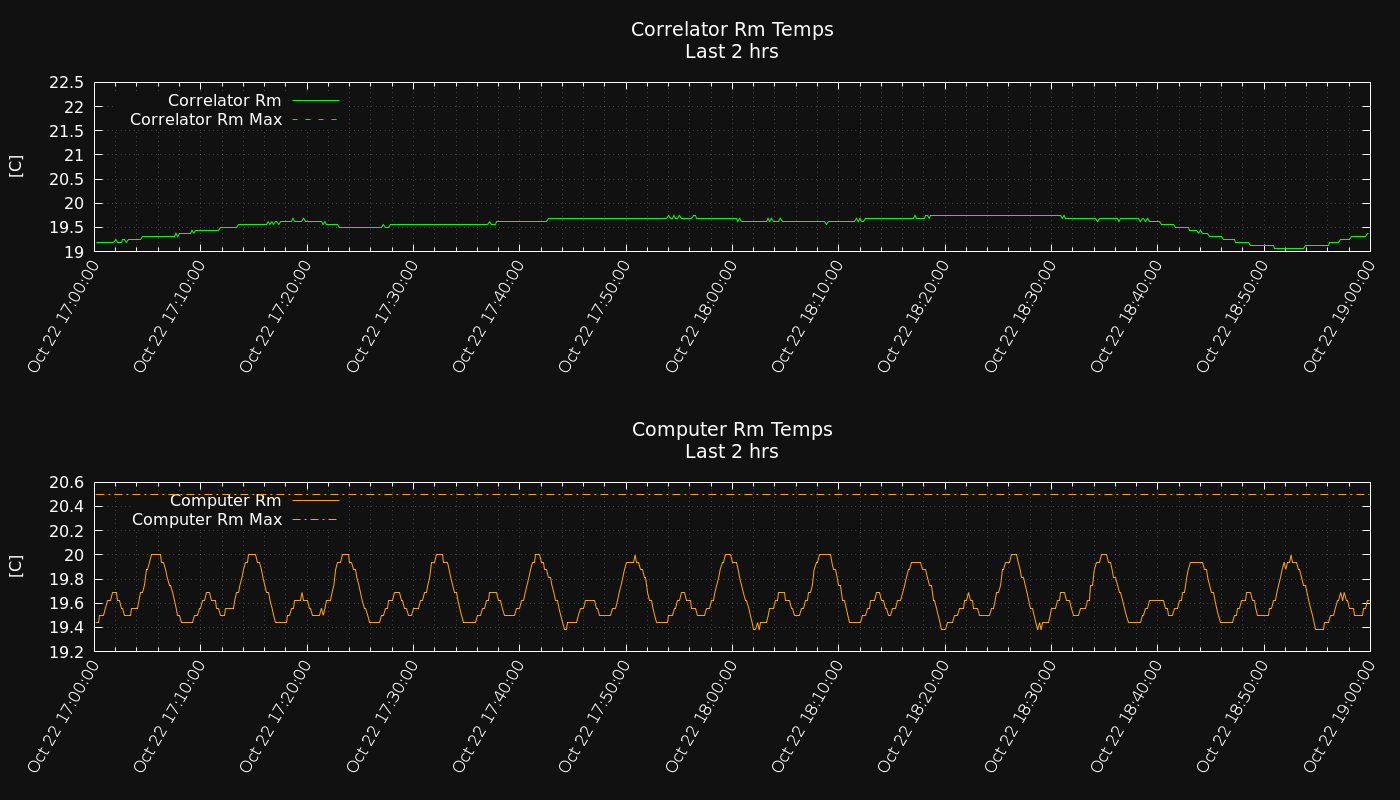 Correlator Rm Temps
Last 2 hrs
22.5
22
21.5
21
20.5
20
19.5
19
[C]
Correlator Rm
Correlator Rm Max
Oct 22 17:00:00
Oct 22 17:10:00
Oct 22 17:20:00
Oct 22 17:30:00
Oct 22 17:40:00
Oct 22 17:50:00
Oct 22 18:00:00
Oct 22 18:10:00
Oct 22 18:20:00
Oct 22 18:30:00
Oct 22 18:40:00
Oct 22 18:50:00
Oct 22 19:00:00
Computer Rm Temps
Last 2 hrs
20.6
20.4
20.2
20
19.8
19.6
19.4
19.2
[C]
Computer Rm
Computer Rm Max
Oct 22 17:00:00
Oct 22 17:10:00
Oct 22 17:20:00
Oct 22 17:30:00
Oct 22 17:40:00
Oct 22 17:50:00
Oct 22 18:00:00
Oct 22 18:10:00
Oct 22 18:20:00
Oct 22 18:30:00
Oct 22 18:40:00
Oct 22 18:50:00
Oct 22 19:00:00